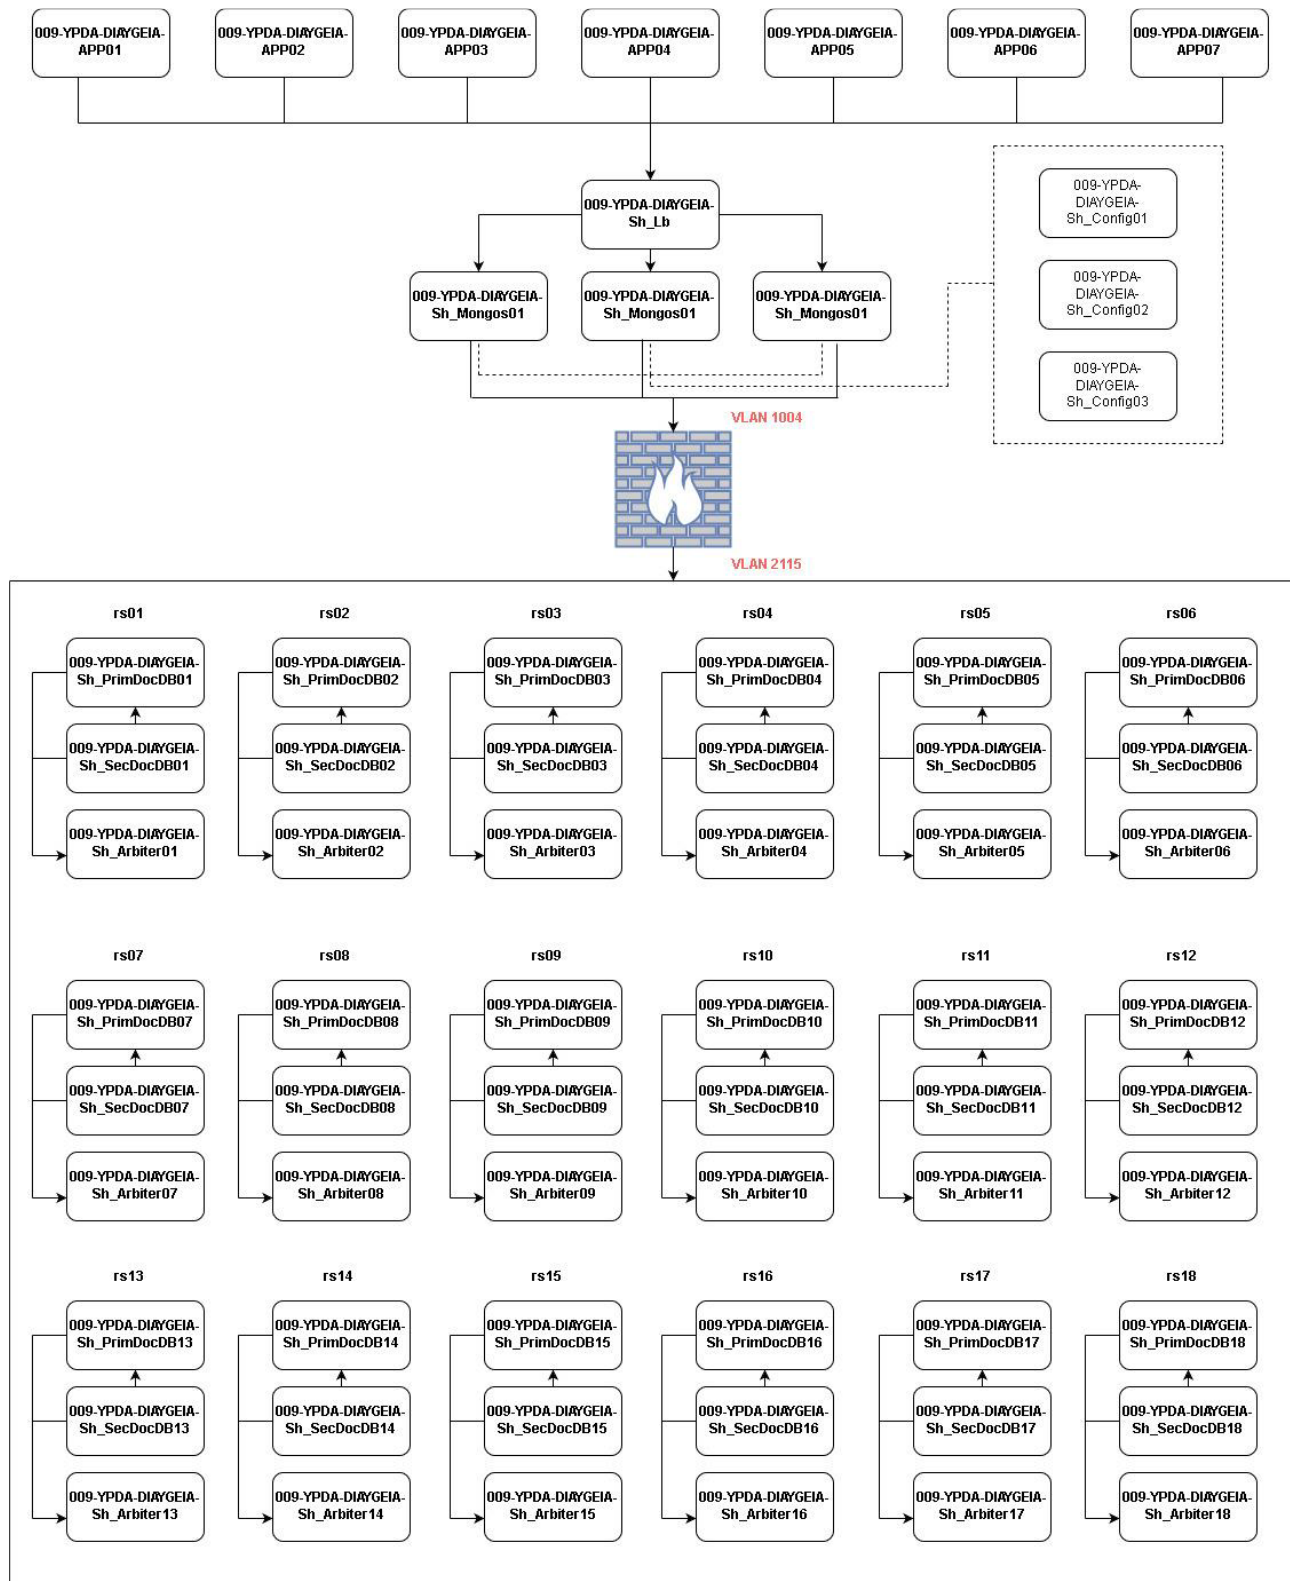 009-YPDA-DIAYGEIA-
APP01
009-YPDA-DIAYGEIA-
APP02
009-YPDA-DIAYGEIA-
APP03
009-YPDA-DIAYGEIA-
APP04
009-YPDA-DIAYGEIA-
APP05
009-YPDA-DIAYGEIA-
APP06
009-YPDA-DIAYGEIA-
APP07
009-YPDA-DIAYGEIA-
Sh_Lb
009-YPDA-DIAYGEIA-
Sh_Mongos01
009-YPDA-DIAYGEIA-
Sh_Mongos01
009-YPDA-DIAYGEIA-
Sh_Mongos01
009-YPDA-
DIAYGEIA-
Sh_Config01
009-YPDA-
DIAYGEIA-
Sh_Config02
009-YPDA-
DIAYGEIA-
Sh_Config03
VLAN 1004
VLAN 2115
rs01
009-YPDA-DIAYGEIA-
Sh_PrimDocDB01
009-YPDA-DIAYGEIA-
Sh_SecDocDB01
009-YPDA-DIAYGEIA-
Sh_Arbiter01
rs02
009-YPDA-DIAYGEIA-
Sh_PrimDocDB02
009-YPDA-DIAYGEIA-
Sh_SecDocDB02
009-YPDA-DIAYGEIA-
Sh_Arbiter02
rs03
009-YPDA-DIAYGEIA-
Sh_PrimDocDB03
009-YPDA-DIAYGEIA-
Sh_SecDocDB03
009-YPDA-DIAYGEIA-
Sh_Arbiter03
rs04
009-YPDA-DIAYGEIA-
Sh_PrimDocDB04
009-YPDA-DIAYGEIA-
Sh_SecDocDB04
009-YPDA-DIAYGEIA-
Sh_Arbiter04
rs05
009-YPDA-DIAYGEIA-
Sh_PrimDocDB05
009-YPDA-DIAYGEIA-
Sh_SecDocDB05
009-YPDA-DIAYGEIA-
Sh_Arbiter05
rs06
009-YPDA-DIAYGEIA-
Sh_PrimDocDB06
009-YPDA-DIAYGEIA-
Sh_SecDocDB06
009-YPDA-DIAYGEIA-
Sh_Arbiter06
rs07
009-YPDA-DIAYGEIA-
Sh_PrimDocDB07
009-YPDA-DIAYGEIA-
Sh_SecDocDB07
009-YPDA-DIAYGEIA-
Sh_Arbiter07
rs08
009-YPDA-DIAYGEIA-
Sh_PrimDocDB08
009-YPDA-DIAYGEIA-
Sh_SecDocDB08
009-YPDA-DIAYGEIA-
Sh_Arbiter08
rs09
009-YPDA-DIAYGEIA-
Sh_PrimDocDB09
009-YPDA-DIAYGEIA-
Sh_SecDocDB09
009-YPDA-DIAYGEIA-
Sh_Arbiter09
rs10
009-YPDA-DIAYGEIA-
Sh_PrimDocDB10
009-YPDA-DIAYGEIA-
Sh_SecDocDB10
009-YPDA-DIAYGEIA-
Sh_Arbiter10
rs11
009-YPDA-DIAYGEIA-
Sh_PrimDocDB11
009-YPDA-DIAYGEIA-
Sh_SecDocDB11
009-YPDA-DIAYGEIA-
Sh_Arbiter11
rs12
009-YPDA-DIAYGEIA-
Sh_PrimDocDB12
009-YPDA-DIAYGEIA-
Sh_SecDocDB12
009-YPDA-DIAYGEIA-
Sh_Arbiter12
rs13
009-YPDA-DIAYGEIA-
Sh_PrimDocDB13
009-YPDA-DIAYGEIA-
Sh_SecDocDB13
009-YPDA-DIAYGEIA-
Sh_Arbiter13
rs14
009-YPDA-DIAYGEIA-
Sh_PrimDocDB14
009-YPDA-DIAYGEIA-
Sh_SecDocDB14
009-YPDA-DIAYGEIA-
Sh_Arbiter14
rs15
009-YPDA-DIAYGEIA-
Sh_PrimDocDB15
009-YPDA-DIAYGEIA-
Sh_SecDocDB15
009-YPDA-DIAYGEIA-
Sh_Arbiter15
rs16
009-YPDA-DIAYGEIA-
Sh_PrimDocDB16
009-YPDA-DIAYGEIA-
Sh_SecDocDB16
009-YPDA-DIAYGEIA-
Sh_Arbiter16
rs17
009-YPDA-DIAYGEIA-
Sh_PrimDocDB17
009-YPDA-DIAYGEIA-
Sh_SecDocDB17
009-YPDA-DIAYGEIA-
Sh_Arbiter17
rs18
009-YPDA-DIAYGEIA-
Sh_PrimDocDB18
009-YPDA-DIAYGEIA-
Sh_SecDocDB18
009-YPDA-DIAYGEIA-
Sh_Arbiter18